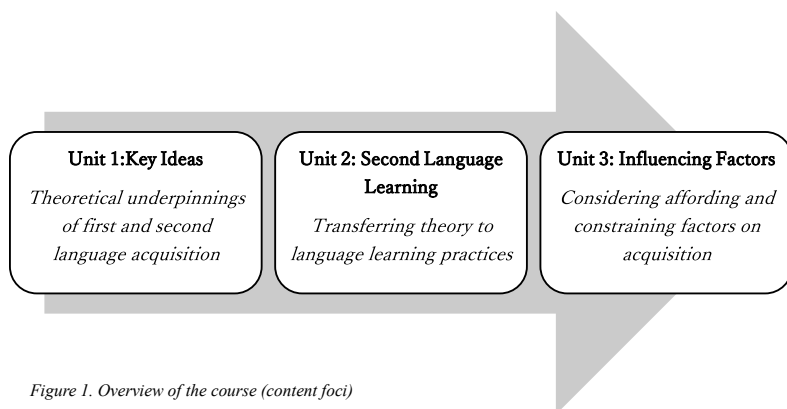 Unit 1:Key Ideas
Theoretical underpinnings
of first and second
language acquisition
Unit 2: Second Language
Learning
Transferring theory to
language learning practices
Unit 3: Influencing Factors
Considering affording and
constraining factors on
acquisition
Figure 1. Overview of the course (content foci)